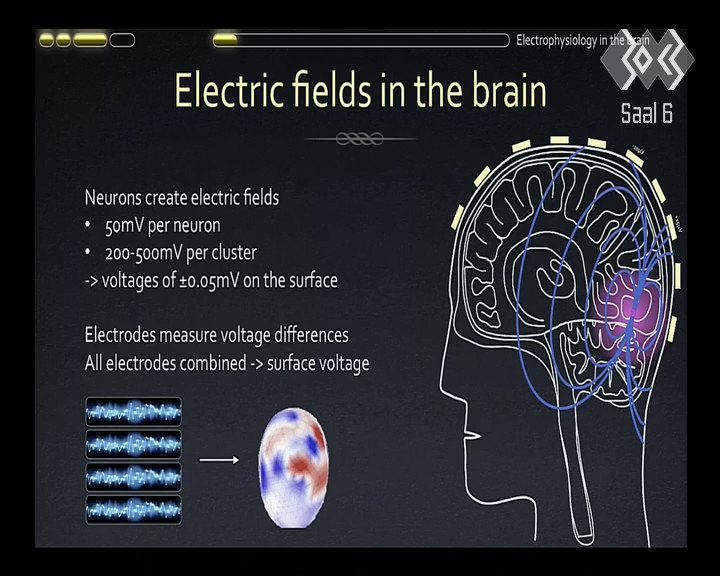 Electrophysiology in the brain
Saal 6
Electric fields in the brain
Neurons create electric fields
• 50mV per neuron
• 200-500mV per cluster
-> voltages of ±0.05mV on the surface
Electrodes measure voltage differences
All electrodes combined -> surface voltage